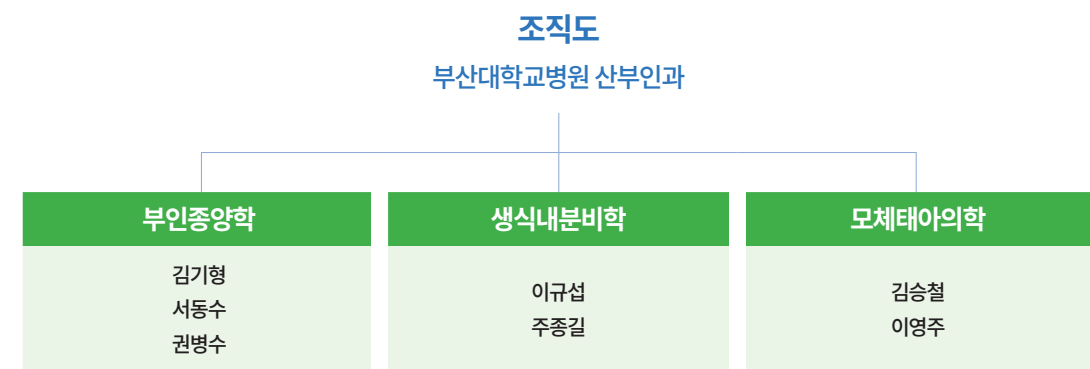 조직도
부산대학교병원 산부인과
부인종양학
김기형
서동수
권병수
생식내분비학
이규섭
주종길
모체태아의학
김승철
이영주